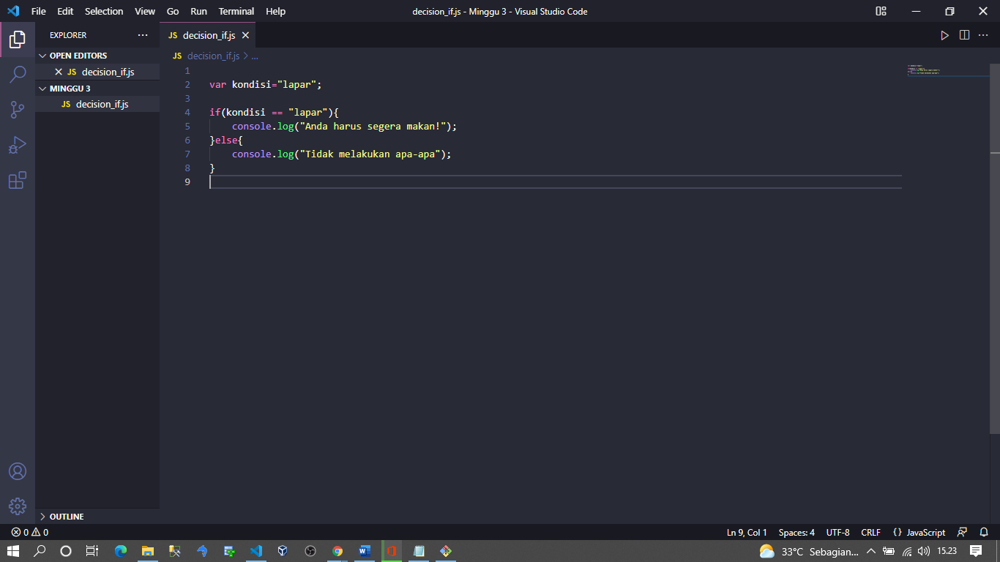 File Edit Selection View Go Run Terminal Help decision_if.js - Minggu 3 - Visual Studio Code
EXPLORER ···
JS decision_if.js
OPEN EDITORS
JS decision_if.js
MINGGU 3
JS decision_if.js
OUTLINE
JS decision_if.js > ...
1
2 var kondisi="lapar";
3
4 if(kondisi == "lapar"){
5     console.log("Anda harus segera makan!");
6 }else{
7     console.log("Tidak melakukan apa-apa");
8 }
9
0 0 Ln 9, Col 1 Spaces: 4 UTF-8 CRLF {} JavaScript
33°C Sebagian... 15.23